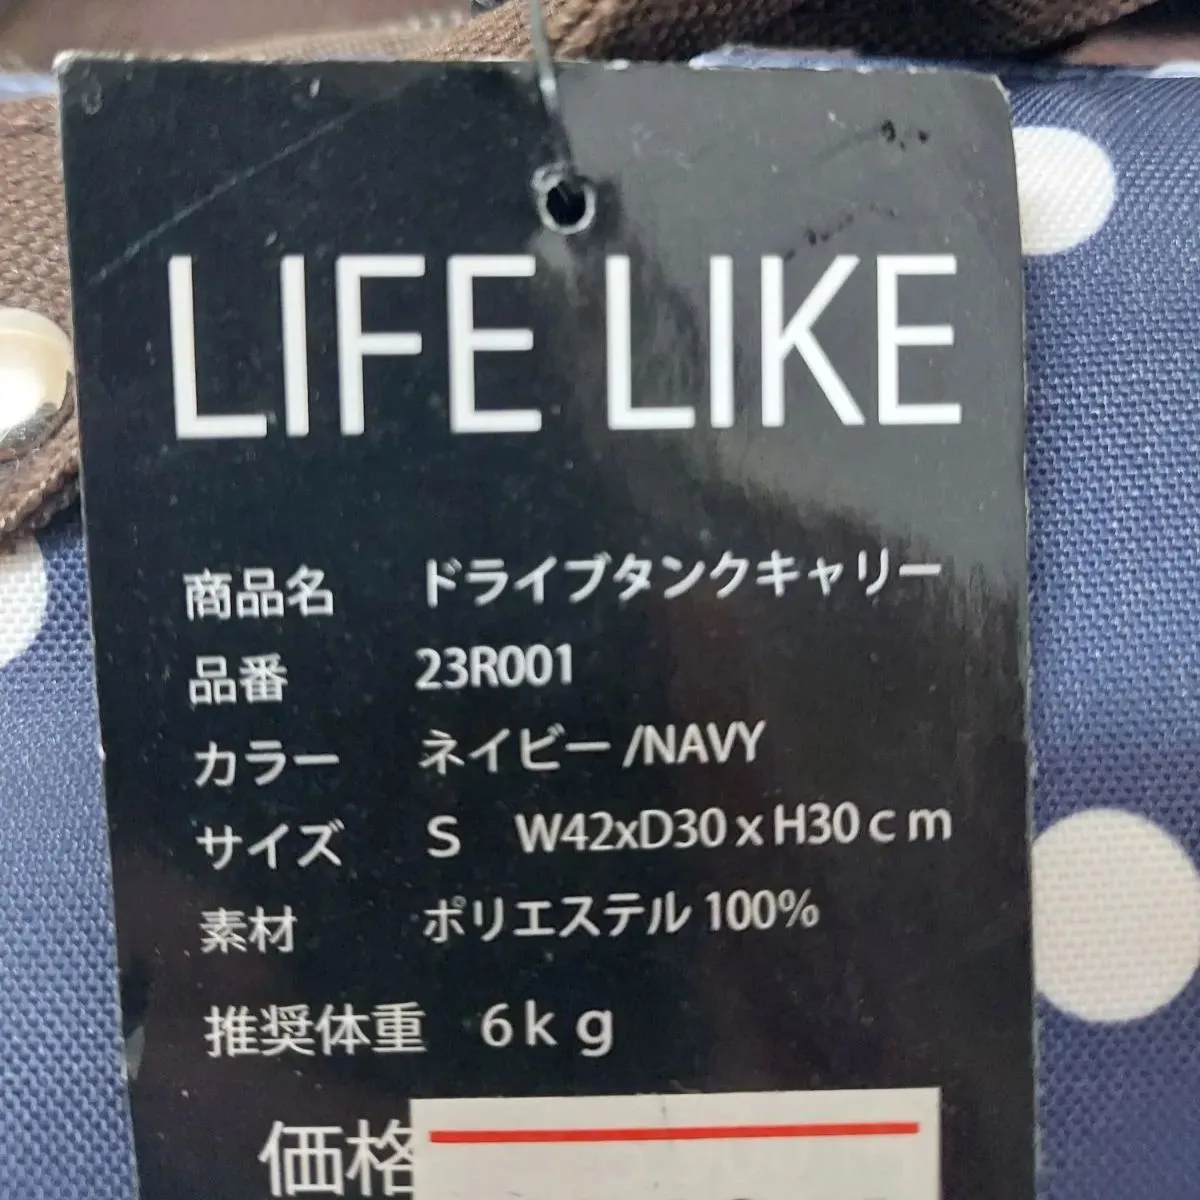 LIFE LIKE
商品名 ドライブタンクキャリー
品番 23R001
カラー ネイビー /NAVY
サイズ S W42xD30 x H30ｃｍ
素材 ポリエステル 100%
推奨体重 6ｋｇ
価格